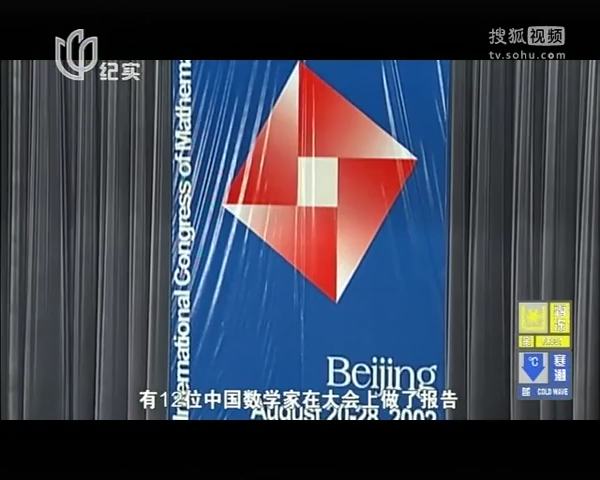 纪实
搜狐视频
tv.sohu.com
International Congress of Mathema
Beijing
August 20-28, 2002
有12位中国数学家在大会上做了报告
寒潮
℃
蓝
COLD WAVE